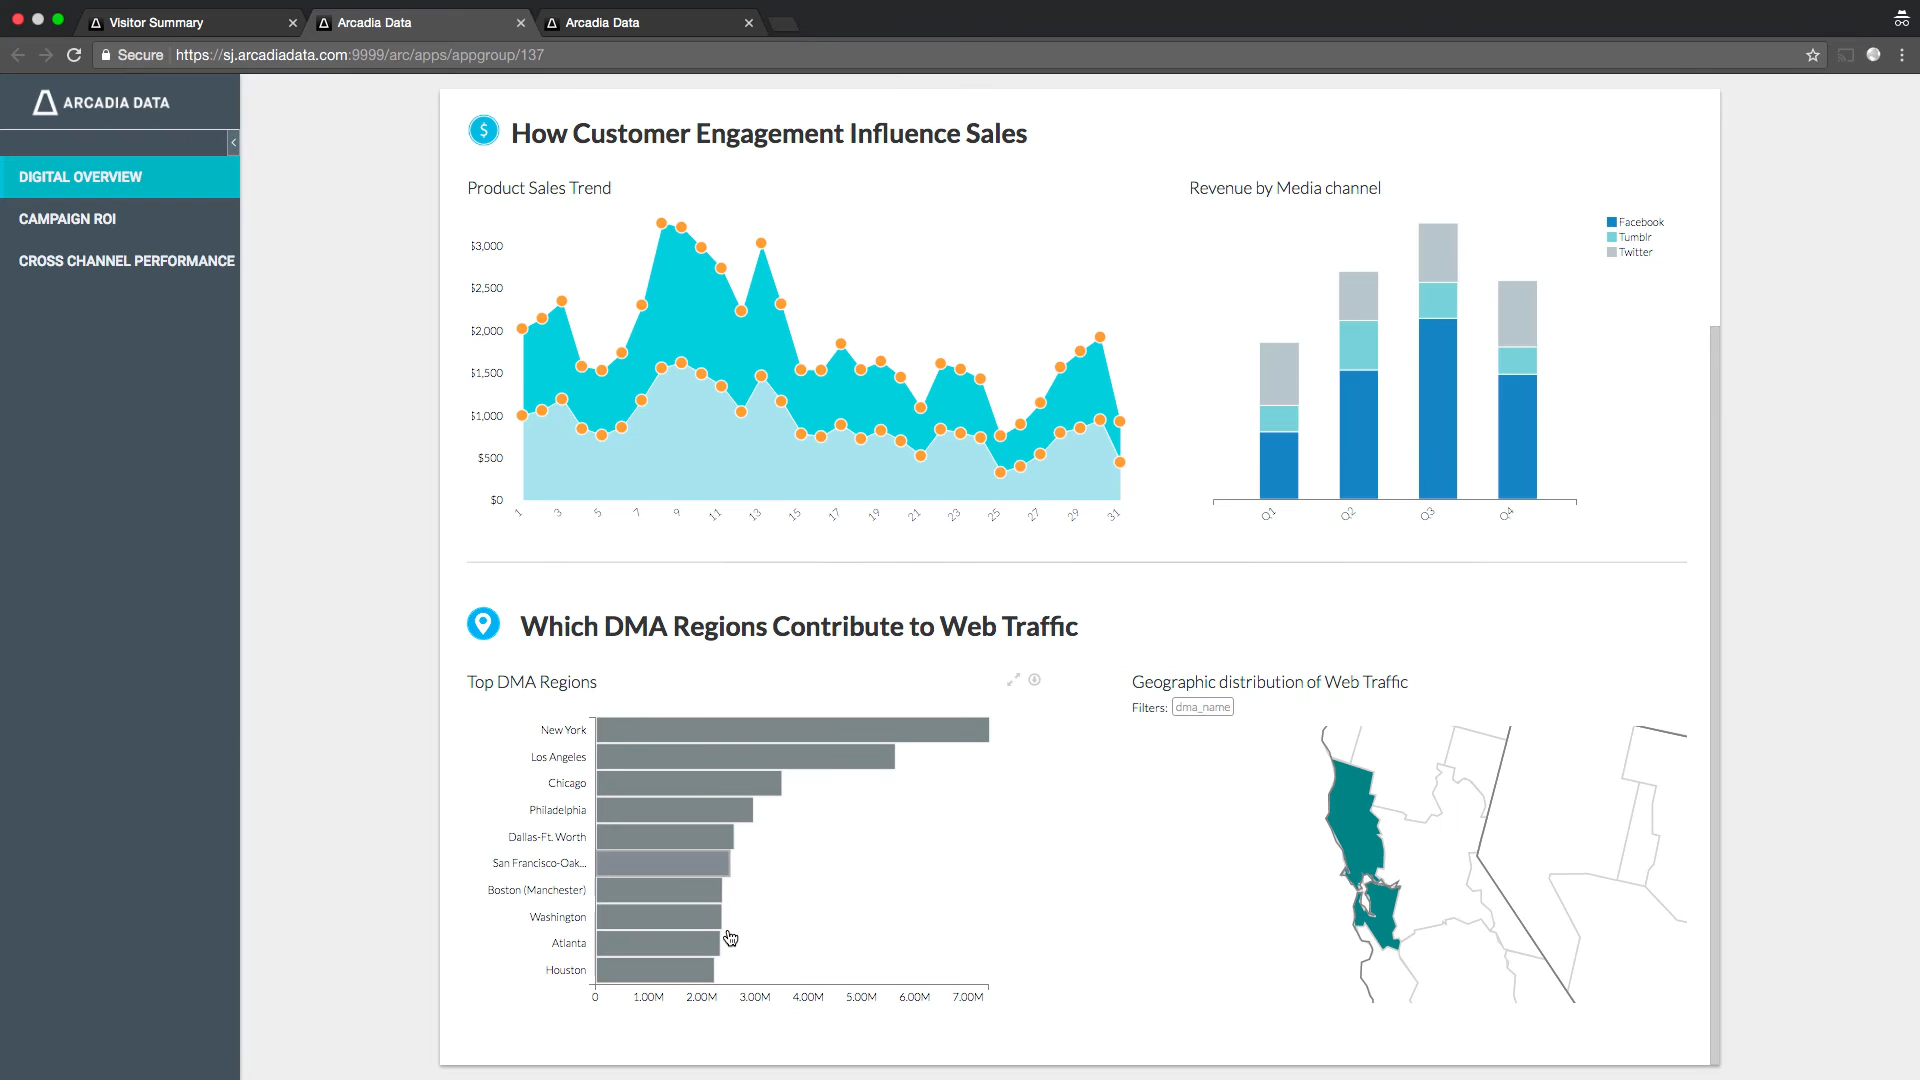 Visitor Summary
Arcadia Data
Arcadia Data
Secure
https://sj.arcadiadata.com:9999/arc/apps/appgroup/137
ARCADIA DATA
DIGITAL OVERVIEW
CAMPAIGN ROI
CROSS CHANNEL PERFORMANCE
$ How Customer Engagement Influence Sales
Product Sales Trend
$3,000
$2,500
$2,000
$1,500
$1,000
$500
$0
1 3 5 7 9 11 13 15 17 19 21 23 25 27 29 31
Revenue by Media channel
Facebook
Tumblr
Twitter
Q1 Q2 Q3 Q4
Which DMA Regions Contribute to Web Traffic
Top DMA Regions
New York
Los Angeles
Chicago
Philadelphia
Dallas-Ft. Worth
San Francisco-Oak...
Boston (Manchester)
Washington
Atlanta
Houston
0 1.00M 2.00M 3.00M 4.00M 5.00M 6.00M 7.00M
Geographic distribution of Web Traffic
Filters: dma_name